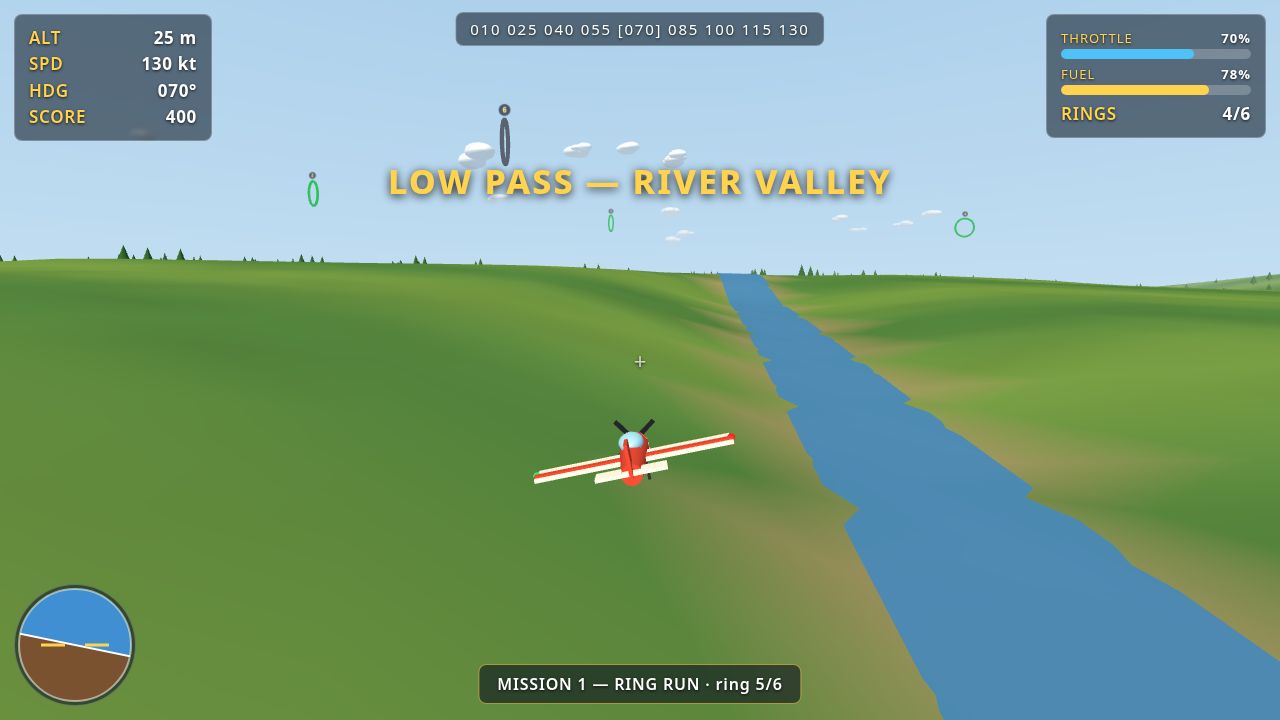 ALT 25 m
SPD 130 kt
HDG 070°
SCORE 400
010 025 040 055 [070] 085 100 115 130
THROTTLE 70%
FUEL 78%
RINGS 4/6
6
LOW PASS — RIVER VALLEY
MISSION 1 — RING RUN · ring 5/6